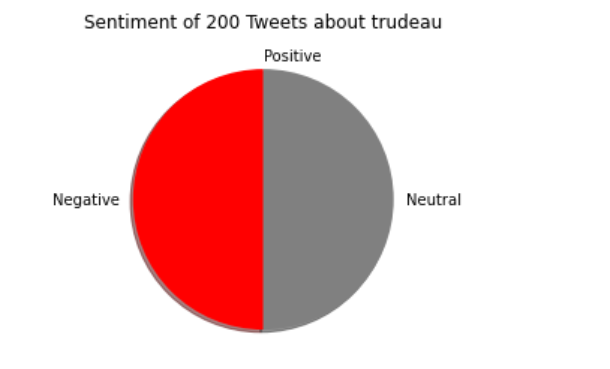 Sentiment of 200 Tweets about trudeau
Positive
Negative
Neutral